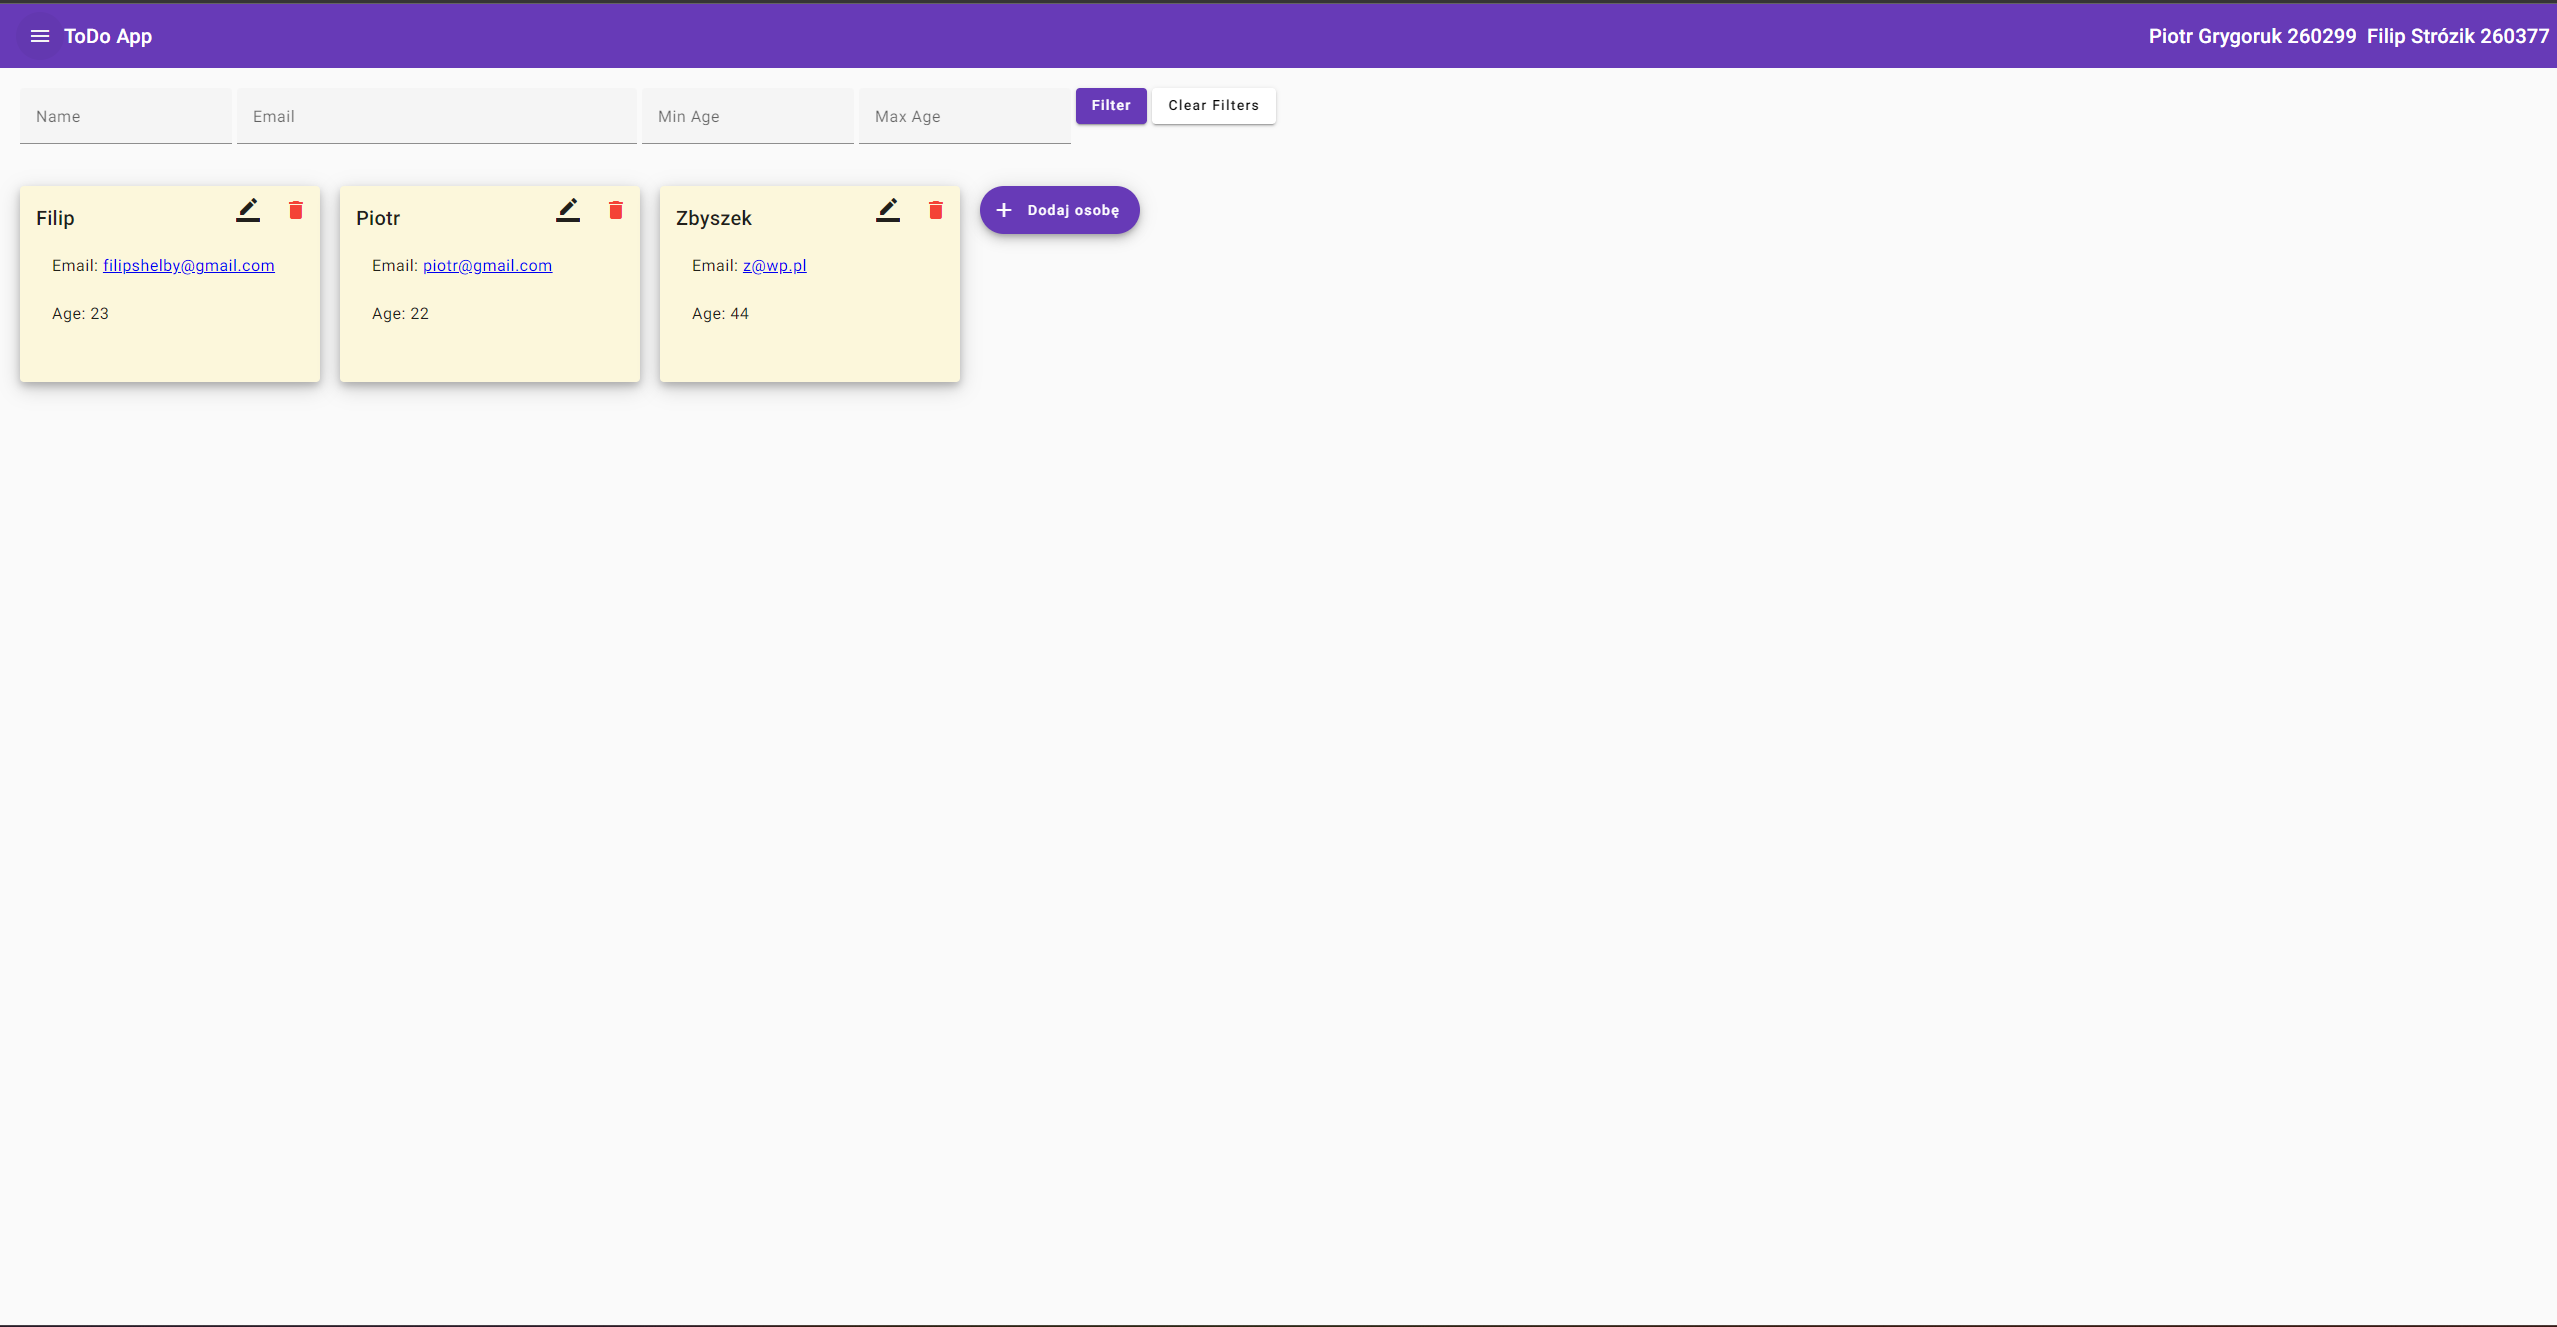 ToDo App
Piotr Grygoruk 260299 Filip Strózik 260377
Name
Email
Min Age
Max Age
Filter
Clear Filters
Filip
Email: filipshelby@gmail.com
Age: 23
Piotr
Email: piotr@gmail.com
Age: 22
Zbyszek
Email: z@wp.pl
Age: 44
Dodaj osobę